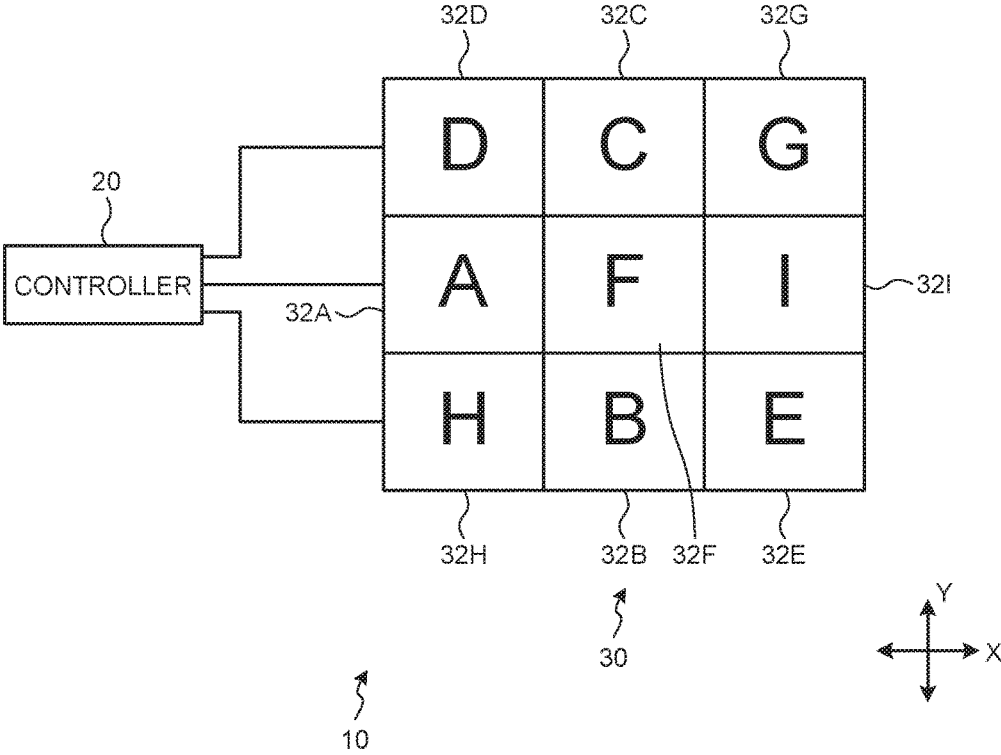 32D 32C 32G
D C G
20
CONTROLLER
A F I
32A
32I
H B E
32H 32B 32F 32E
30
10
Y
X